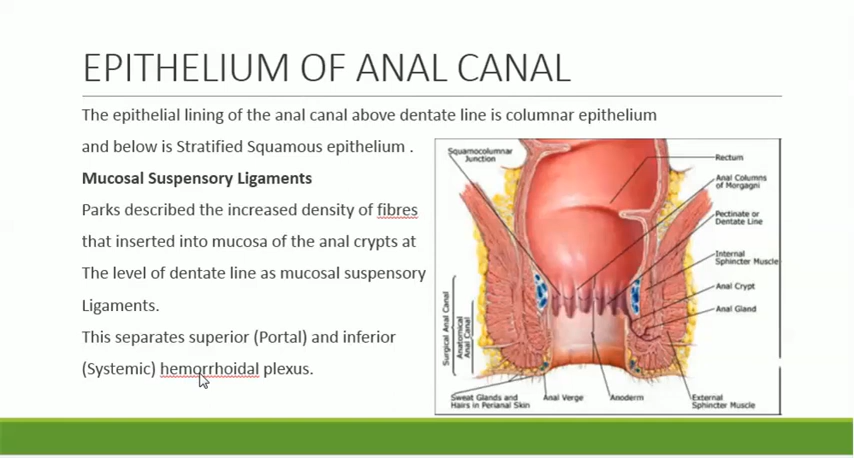 EPITHELIUM OF ANAL CANAL
The epithelial lining of the anal canal above dentate line is columnar epithelium
and below is Stratified Squamous epithelium .
Mucosal Suspensory Ligaments
Parks described the increased density of fibres
that inserted into mucosa of the anal crypts at
The level of dentate line as mucosal suspensory
Ligaments.
This separates superior (Portal) and inferior
(Systemic) hemorrhoidal plexus.
Squamocolumnar
Junction
Rectum
Anal Columns
of Morgagni
Pectinate or
Dentate Line
Internal
Sphincter Muscle
Anal Crypt
Anal Gland
Surgical Anal Canal
Anatomical
Anal Canal
Sweat Glands and
Hairs in Perianal Skin
Anal Verge
Anoderm
External
Sphincter Muscle